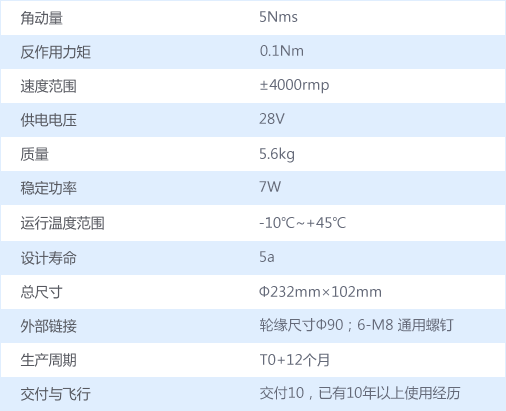 角动量 5Nms
反作用力矩 0.1Nm
速度范围 ±4000rmp
供电电压 28V
质量 5.6kg
稳定功率 7W
运行温度范围 -10℃~+45℃
设计寿命 5a
总尺寸 Φ232mm×102mm
外部链接 轮缘尺寸Φ90；6-M8 通用螺钉
生产周期 T0+12个月
交付与飞行 交付10，已有10年以上使用经历